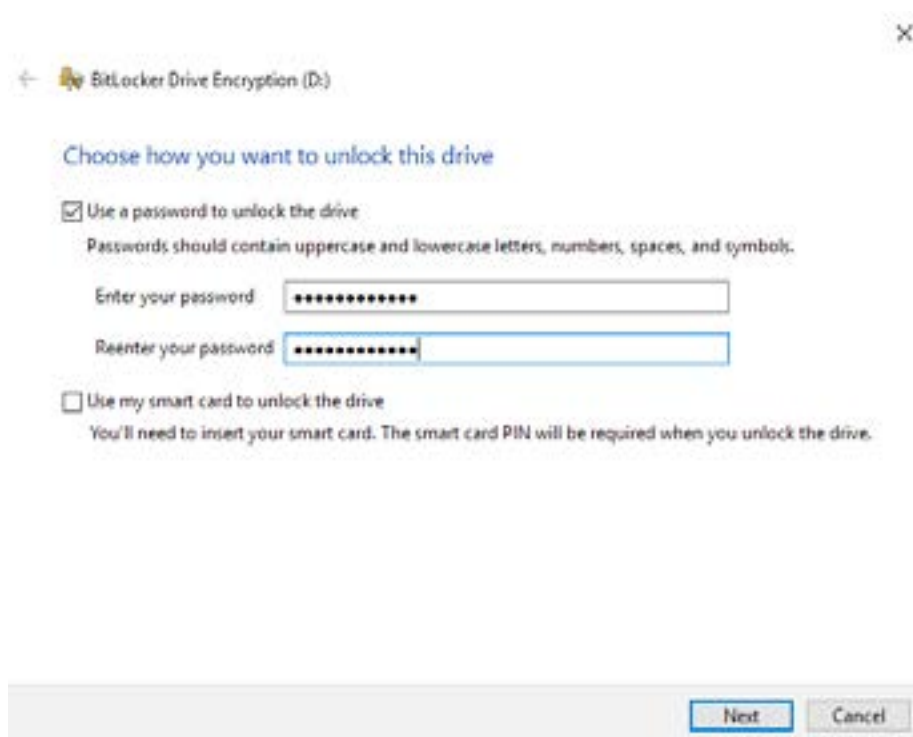 BitLocker Drive Encryption (D:)
Choose how you want to unlock this drive
Use a password to unlock the drive
Passwords should contain uppercase and lowercase letters, numbers, spaces, and symbols.
Enter your password ••••••••••••
Reenter your password ••••••••••••
Use my smart card to unlock the drive
You'll need to insert your smart card. The smart card PIN will be required when you unlock the drive.
Next Cancel